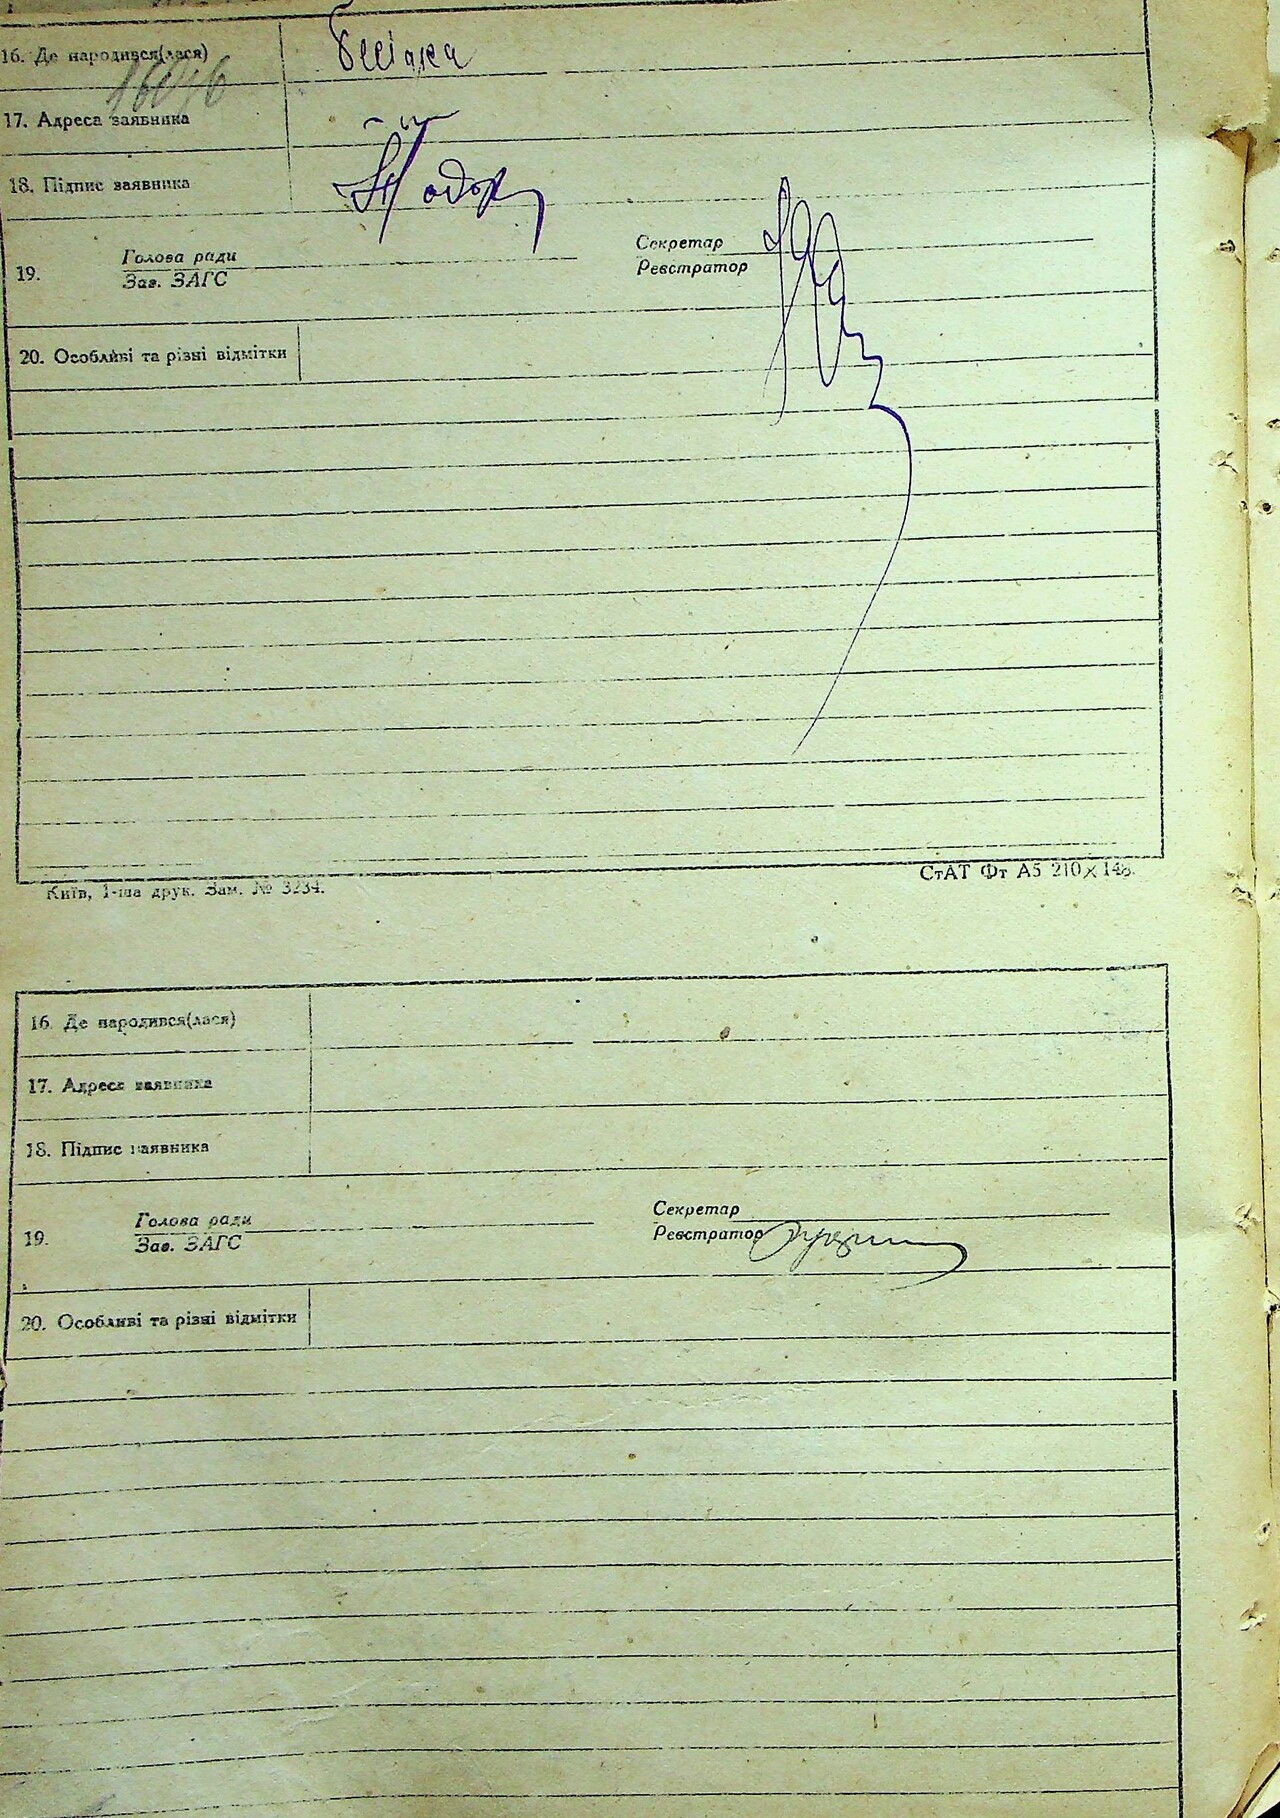 16. Де народився(лася)
17. Адреса заявника
18. Підпис заявника
19. Голова ради
Зав. ЗАГС
Секретар
Реєстратор
20. Особливі та різні відмітки
Київ, 1-ша друк. Зам. № 3234.
СтАТ Фт А5 210×148.
16. Де народився(лася)
17. Адреса заявника
18. Підпис заявника
19. Голова ради
Зав. ЗАГС
Секретар
Реєстратор
20. Особливі та різні відмітки